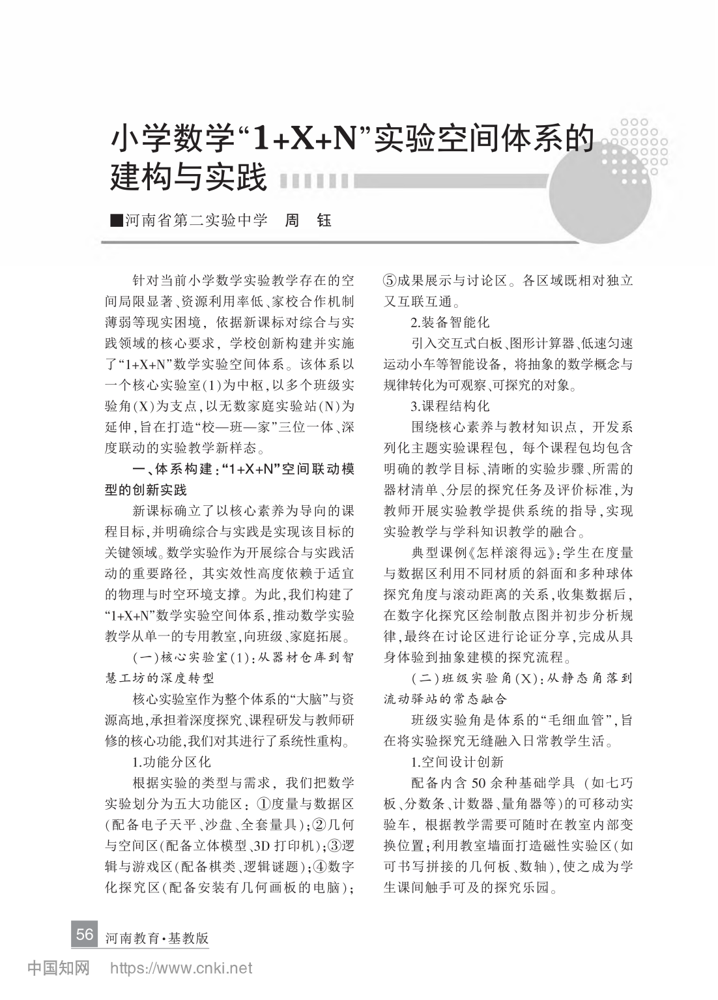 小学数学“1+X+N”实验空间体系的
建构与实践
■河南省第二实验中学 周 钰
针对当前小学数学实验教学存在的空
间局限显著、资源利用率低、家校合作机制
薄弱等现实困境，依据新课标对综合与实
践领域的核心要求，学校创新构建并实施
了“1+X+N”数学实验空间体系。该体系以
一个核心实验室(1)为中枢,以多个班级实
验角(X)为支点,以无数家庭实验站(N)为
延伸,旨在打造“校—班—家”三位一体、深
度联动的实验教学新样态。
一、体系构建:“1+X+N”空间联动模
型的创新实践
新课标确立了以核心素养为导向的课
程目标,并明确综合与实践是实现该目标的
关键领域。数学实验作为开展综合与实践活
动的重要路径，其实效性高度依赖于适宜
的物理与时空环境支撑。为此,我们构建了
“1+X+N”数学实验空间体系,推动数学实验
教学从单一的专用教室,向班级、家庭拓展。
(一)核心实验室(1):从器材仓库到智
慧工坊的深度转型
核心实验室作为整个体系的“大脑”与资
源高地,承担着深度探究、课程研发与教师研
修的核心功能,我们对其进行了系统性重构。
1.功能分区化
根据实验的类型与需求，我们把数学
实验划分为五大功能区：①度量与数据区
(配备电子天平、沙盘、全套量具);②几何
与空间区(配备立体模型、3D 打印机);③逻
辑与游戏区(配备棋类、逻辑谜题);④数字
化探究区(配备安装有几何画板的电脑);
⑤成果展示与讨论区。各区域既相对独立
又互联互通。
2.装备智能化
引入交互式白板、图形计算器、低速匀速
运动小车等智能设备，将抽象的数学概念与
规律转化为可观察、可探究的对象。
3.课程结构化
围绕核心素养与教材知识点，开发系
列化主题实验课程包，每个课程包均包含
明确的教学目标、清晰的实验步骤、所需的
器材清单、分层的探究任务及评价标准,为
教师开展实验教学提供系统的指导,实现
实验教学与学科知识教学的融合。
典型课例《怎样滚得远》:学生在度量
与数据区利用不同材质的斜面和多种球体
探究角度与滚动距离的关系,收集数据后,
在数字化探究区绘制散点图并初步分析规
律,最终在讨论区进行论证分享,完成从具
身体验到抽象建模的探究流程。
(二)班级实验角(X):从静态角落到
流动驿站的常态融合
班级实验角是体系的“毛细血管”,旨
在将实验探究无缝融入日常教学生活。
1.空间设计创新
配备内含 50 余种基础学具（如七巧
板、分数条、计数器、量角器等)的可移动实
验车，根据教学需要可随时在教室内部变
换位置;利用教室墙面打造磁性实验区(如
可书写拼接的几何板、数轴),使之成为学
生课间触手可及的探究乐园。
56 河南教育·基教版
中国知网 https://www.cnki.net